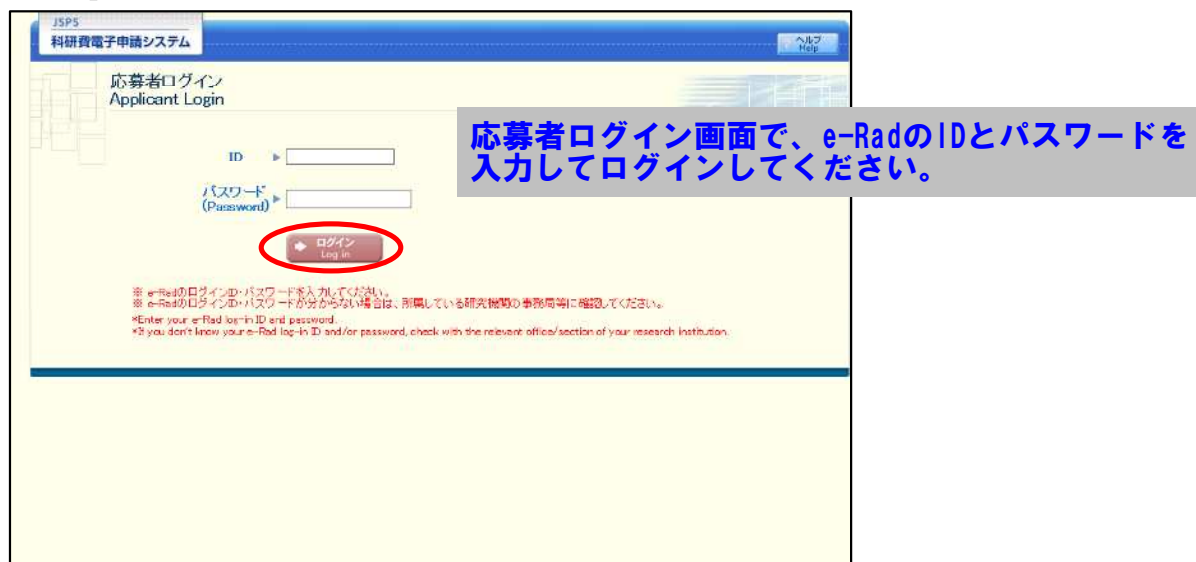 JSPS
科研費電子申請システム
ヘルプ
Help
応募者ログイン
Applicant Login
応募者ログイン画面で、e-RadのIDとパスワードを
入力してログインしてください。
ID
パスワード
(Password)
ログイン
Log in
※ e-RadのログインID・パスワードを入力してください。
※ e-RadのログインID・パスワードが分からない場合は、所属している研究機関の事務局等に確認してください。
*Enter your e-Rad log-in ID and password.
*If you don't know your e-Rad log-in ID and/or password, check with the relevant office/section of your research institution.